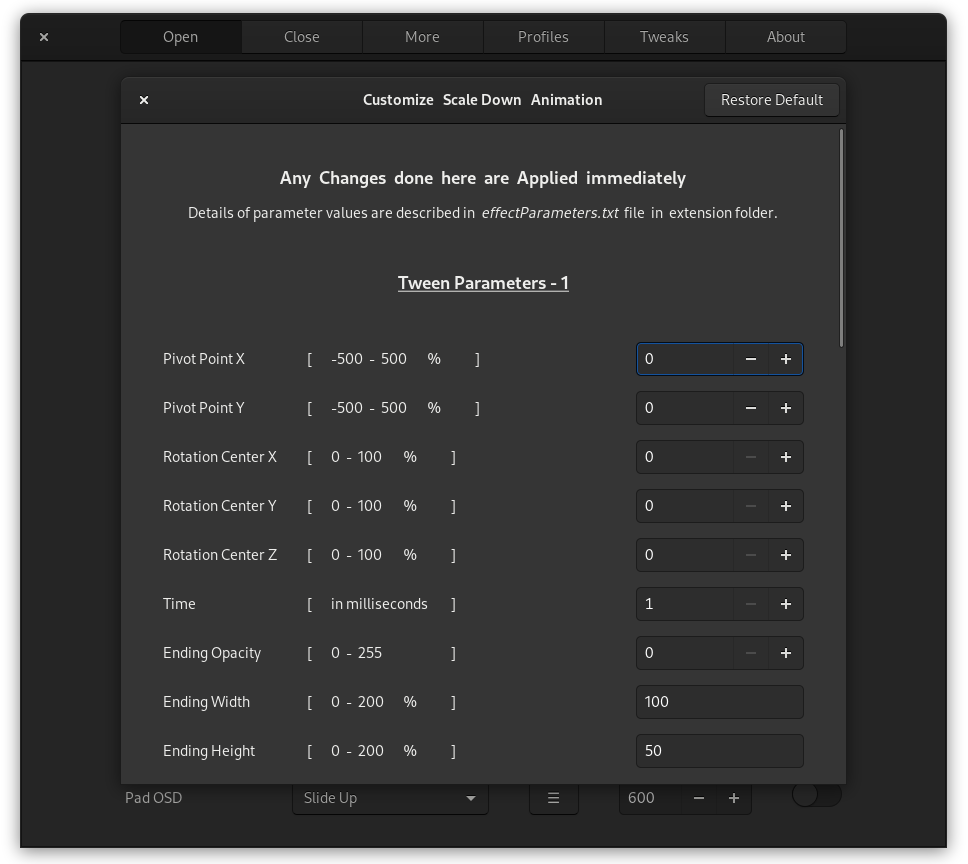 Open Close More Profiles Tweaks About
Customize Scale Down Animation Restore Default
Any Changes done here are Applied immediately
Details of parameter values are described in effectParameters.txt file in extension folder.
Tween Parameters - 1
Pivot Point X [ -500 - 500 % ] 0
Pivot Point Y [ -500 - 500 % ] 0
Rotation Center X [ 0 - 100 % ] 0
Rotation Center Y [ 0 - 100 % ] 0
Rotation Center Z [ 0 - 100 % ] 0
Time [ in milliseconds ] 1
Ending Opacity [ 0 - 255 ] 0
Ending Width [ 0 - 200 % ] 100
Ending Height [ 0 - 200 % ] 50
Pad OSD Slide Up 600